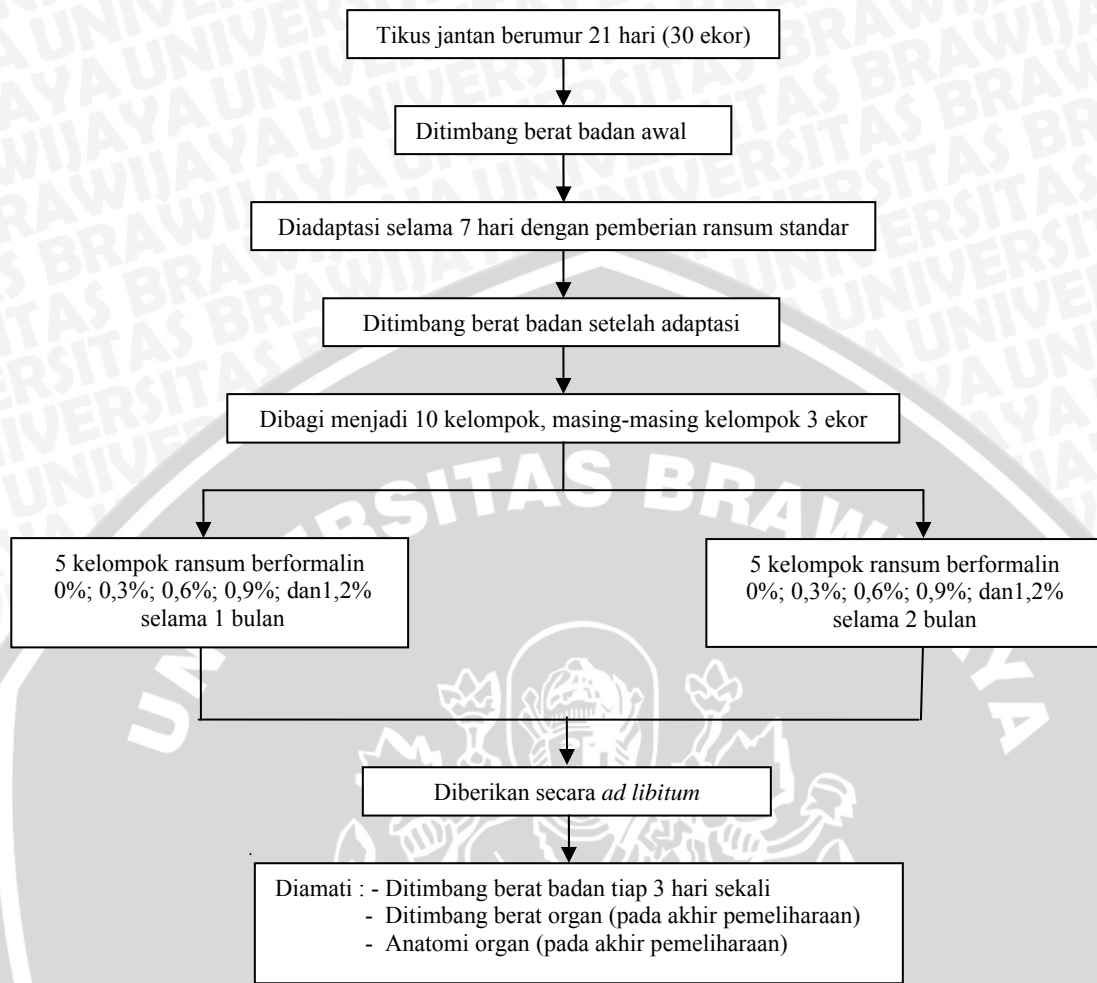 Tikus jantan berumur 21 hari (30 ekor)
Ditimbang berat badan awal
Diadaptasi selama 7 hari dengan pemberian ransum standar
Ditimbang berat badan setelah adaptasi
Dibagi menjadi 10 kelompok, masing-masing kelompok 3 ekor
5 kelompok ransum berformalin
0%; 0,3%; 0,6%; 0,9%; dan1,2%
selama 1 bulan
5 kelompok ransum berformalin
0%; 0,3%; 0,6%; 0,9%; dan1,2%
selama 2 bulan
Diberikan secara ad libitum
Diamati : - Ditimbang berat badan tiap 3 hari sekali
- Ditimbang berat organ (pada akhir pemeliharaan)
- Anatomi organ (pada akhir pemeliharaan)
UNIVERSITAS BRAWIJAYA